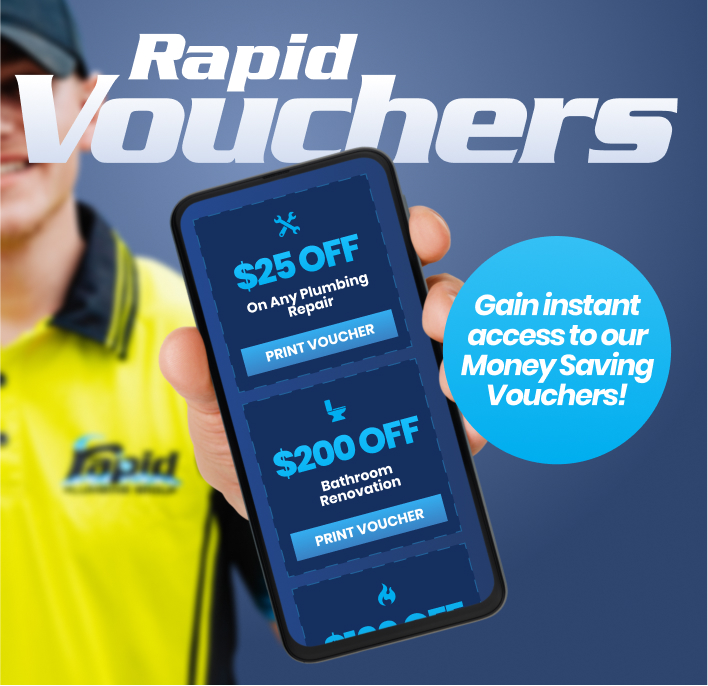 Rapid
Vouchers
$25 OFF
On Any Plumbing
Repair
PRINT VOUCHER
$200 OFF
Bathroom
Renovation
PRINT VOUCHER
Gain instant
access to our
Money Saving
Vouchers!
Rapid